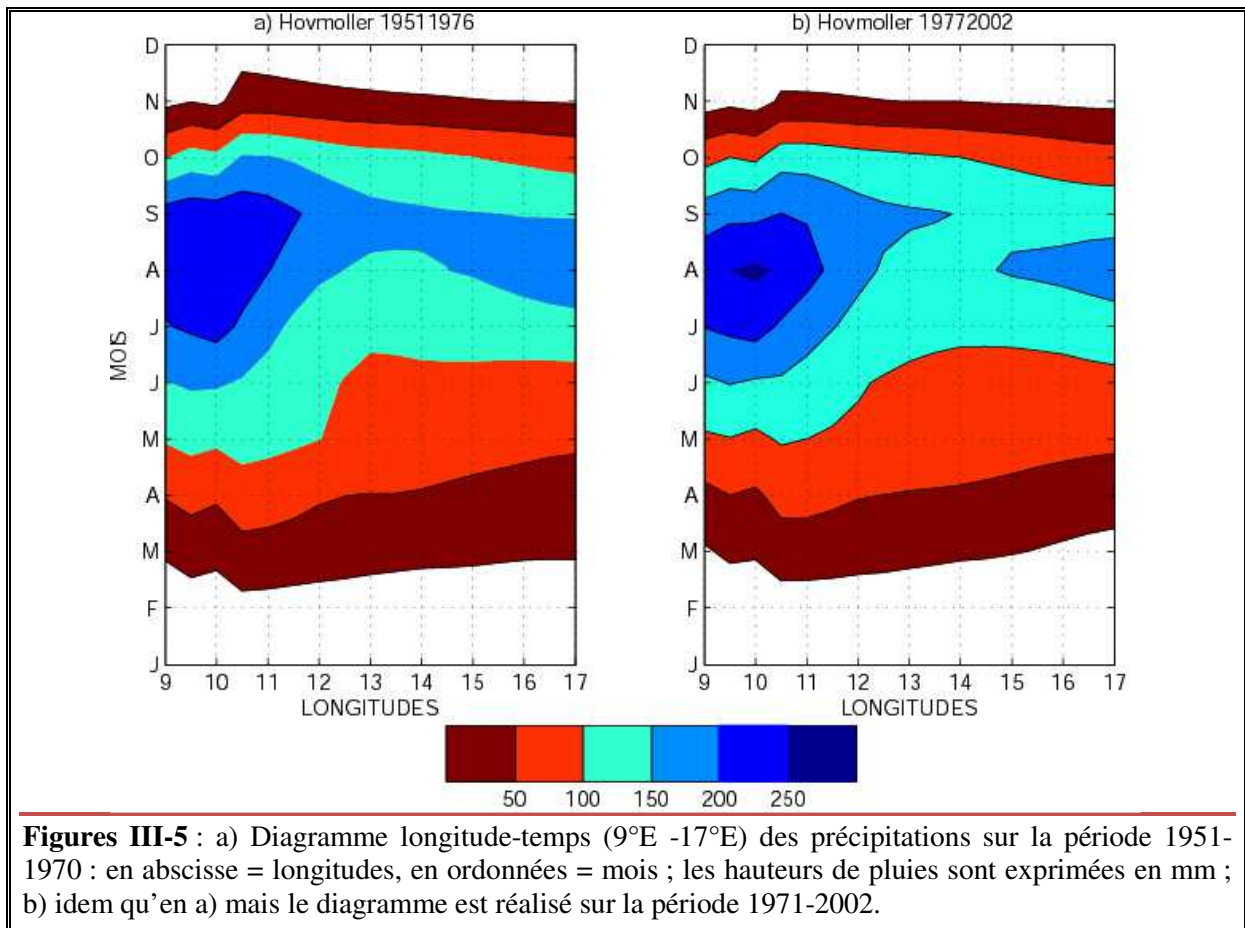 a) Hovmoller 19511976
b) Hovmoller 19772002
D
N
O
S
A
J
J
M
A
M
F
J
MOIS
9 10 11 12 13 14 15 16 17
LONGITUDES
D
N
O
S
A
J
J
M
A
M
F
J
9 10 11 12 13 14 15 16 17
LONGITUDES
50 100 150 200 250
Figures III-5 : a) Diagramme longitude-temps (9°E -17°E) des précipitations sur la période 1951-
1970 : en abscisse = longitudes, en ordonnées = mois ; les hauteurs de pluies sont exprimées en mm ;
b) idem qu’en a) mais le diagramme est réalisé sur la période 1971-2002.